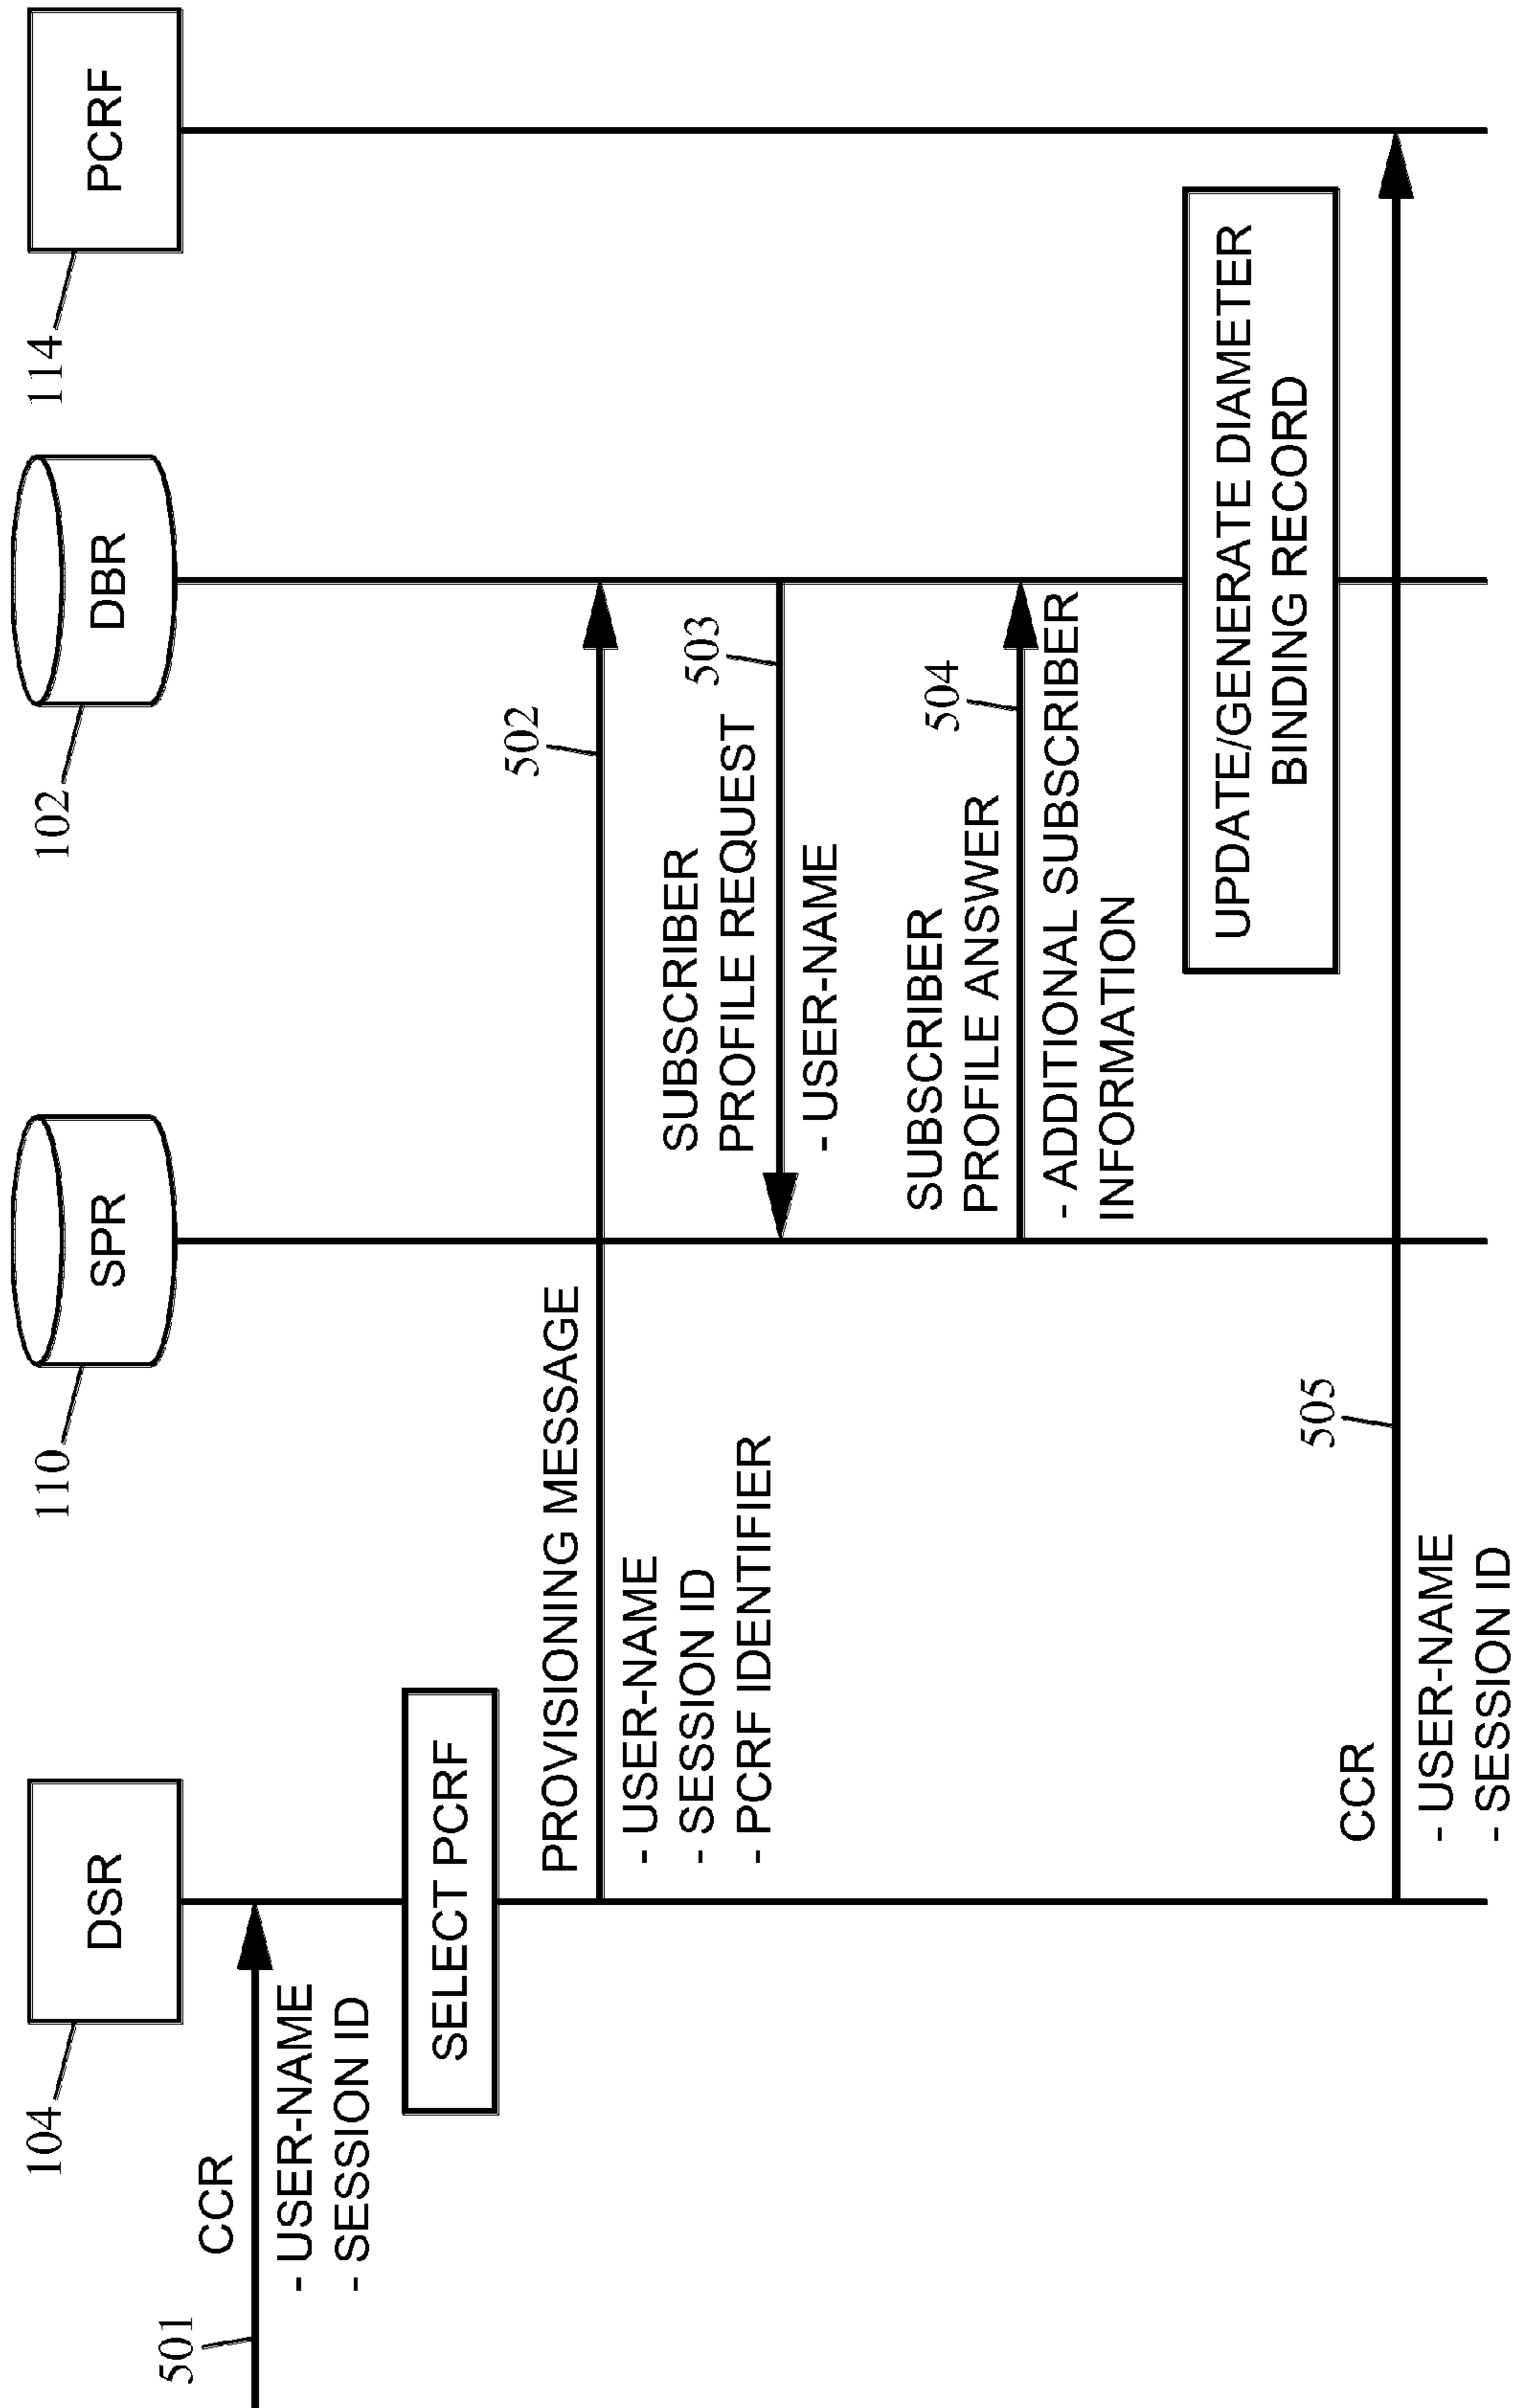 104
DSR
110
SPR
102
DBR
114
PCRF
501
CCR
- USER-NAME
- SESSION ID
SELECT PCRF
PROVISIONING MESSAGE
502
- USER-NAME
- SESSION ID
- PCRF IDENTIFIER
SUBSCRIBER
PROFILE REQUEST
503
- USER-NAME
SUBSCRIBER
PROFILE ANSWER
504
- ADDITIONAL SUBSCRIBER
INFORMATION
UPDATE/GENERATE DIAMETER
BINDING RECORD
CCR
505
- USER-NAME
- SESSION ID